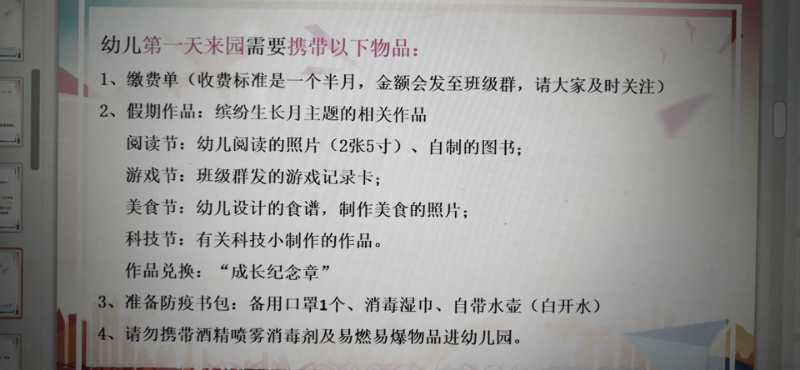 幼儿第一天来园需要携带以下物品：
1、缴费单（收费标准是一个半月，金额会发至班级群，请大家及时关注）
2、假期作品：缤纷生长月主题的相关作品
阅读节：幼儿阅读的照片（2张5寸）、自制的图书；
游戏节：班级群发的游戏记录卡；
美食节：幼儿设计的食谱，制作美食的照片；
科技节：有关科技小制作的作品。
作品兑换：“成长纪念章”
3、准备防疫书包：备用口罩1个、消毒湿巾、自带水壶（白开水）
4、请勿携带酒精喷雾消毒剂及易燃易爆物品进幼儿园。